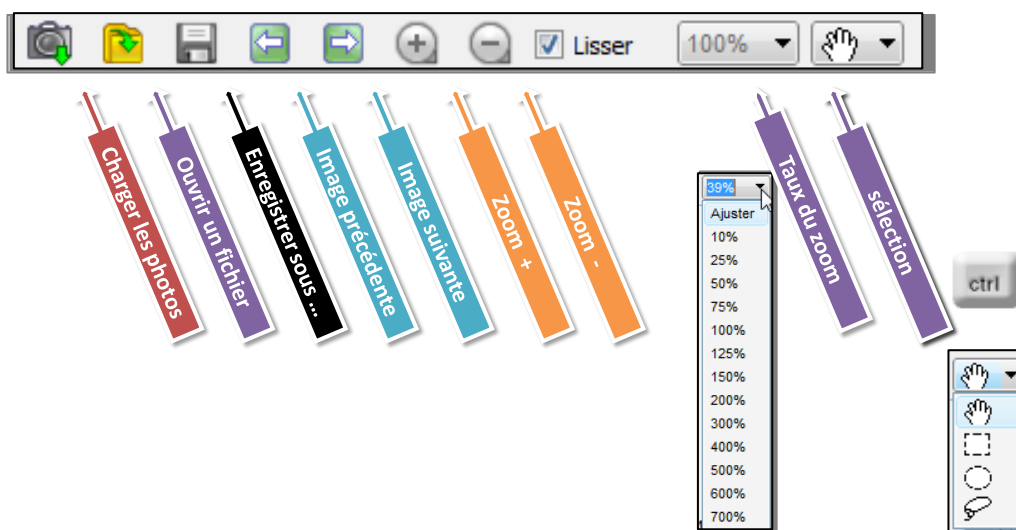 Lisser
100%
Charger les photos
Ouvrir un fichier
Enregistrer sous ...
Image précédente
Image suivante
Zoom +
Zoom -
Taux du zoom
sélection
39%
Ajuster
10%
25%
50%
75%
100%
125%
150%
200%
300%
400%
500%
600%
700%
ctrl